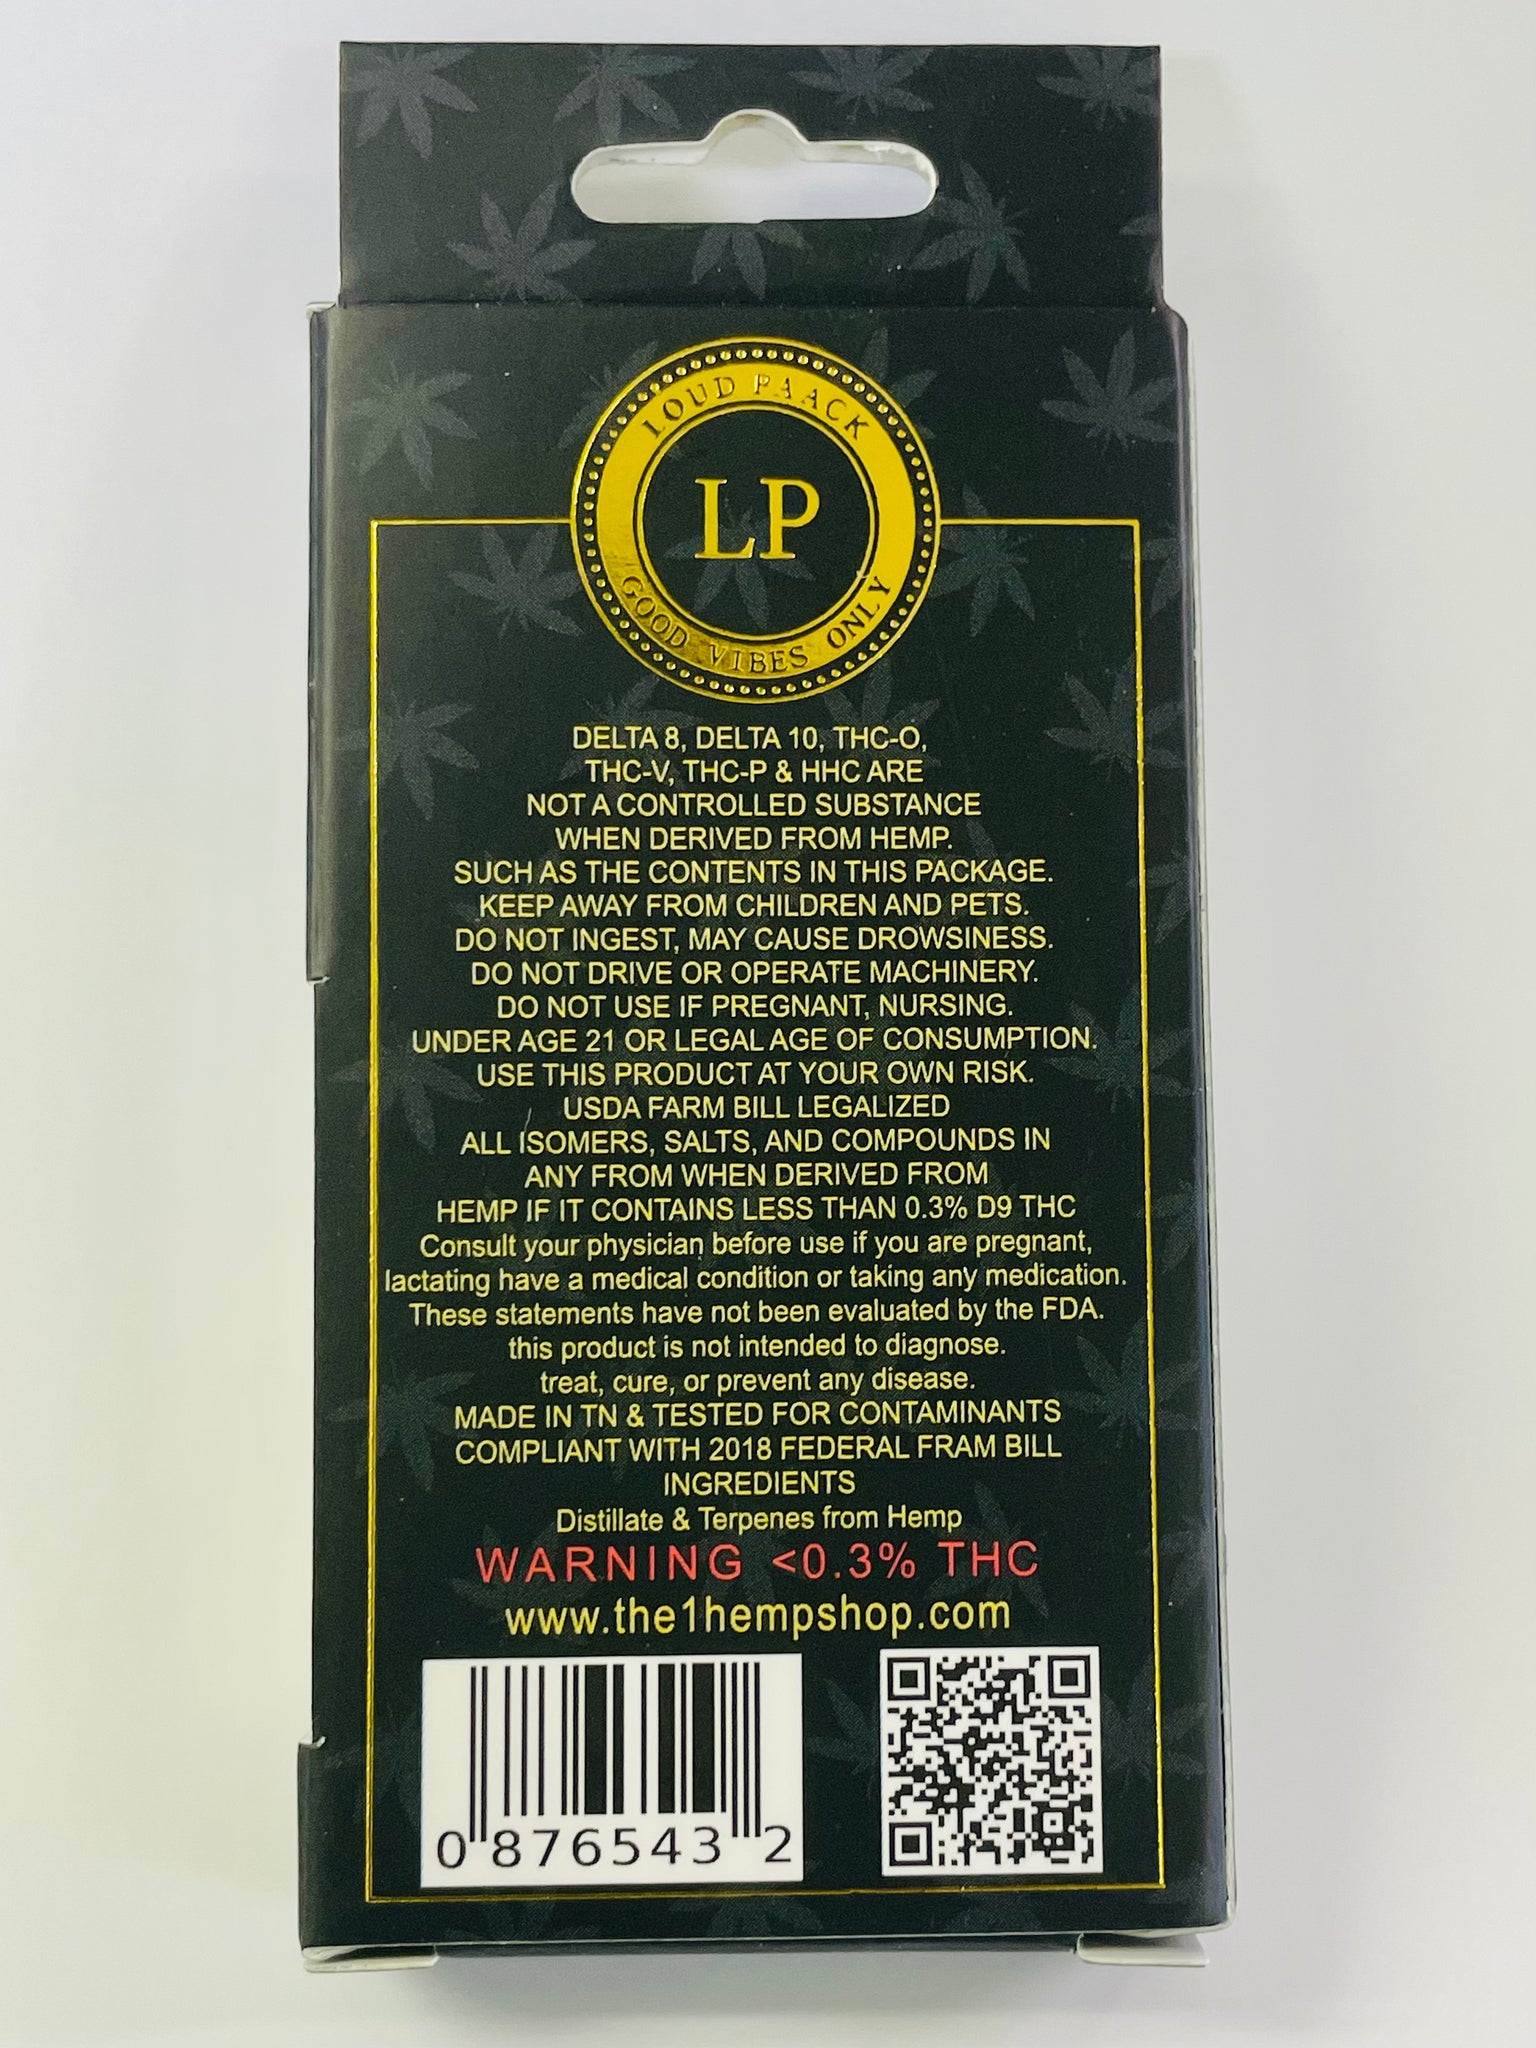 LOUD PAACK
LP
GOOD VIBES ONLY
DELTA 8, DELTA 10, THC-O,
THC-V, THC-P & HHC ARE
NOT A CONTROLLED SUBSTANCE
WHEN DERIVED FROM HEMP.
SUCH AS THE CONTENTS IN THIS PACKAGE.
KEEP AWAY FROM CHILDREN AND PETS.
DO NOT INGEST, MAY CAUSE DROWSINESS.
DO NOT DRIVE OR OPERATE MACHINERY.
DO NOT USE IF PREGNANT, NURSING.
UNDER AGE 21 OR LEGAL AGE OF CONSUMPTION.
USE THIS PRODUCT AT YOUR OWN RISK.
USDA FARM BILL LEGALIZED
ALL ISOMERS, SALTS, AND COMPOUNDS IN
ANY FROM WHEN DERIVED FROM
HEMP IF IT CONTAINS LESS THAN 0.3% D9 THC
Consult your physician before use if you are pregnant,
lactating have a medical condition or taking any medication.
These statements have not been evaluated by the FDA.
this product is not intended to diagnose.
treat, cure, or prevent any disease.
MADE IN TN & TESTED FOR CONTAMINANTS
COMPLIANT WITH 2018 FEDERAL FRAM BILL
INGREDIENTS
Distillate & Terpenes from Hemp
WARNING <0.3% THC
www.the1hempshop.com
0 876543 2